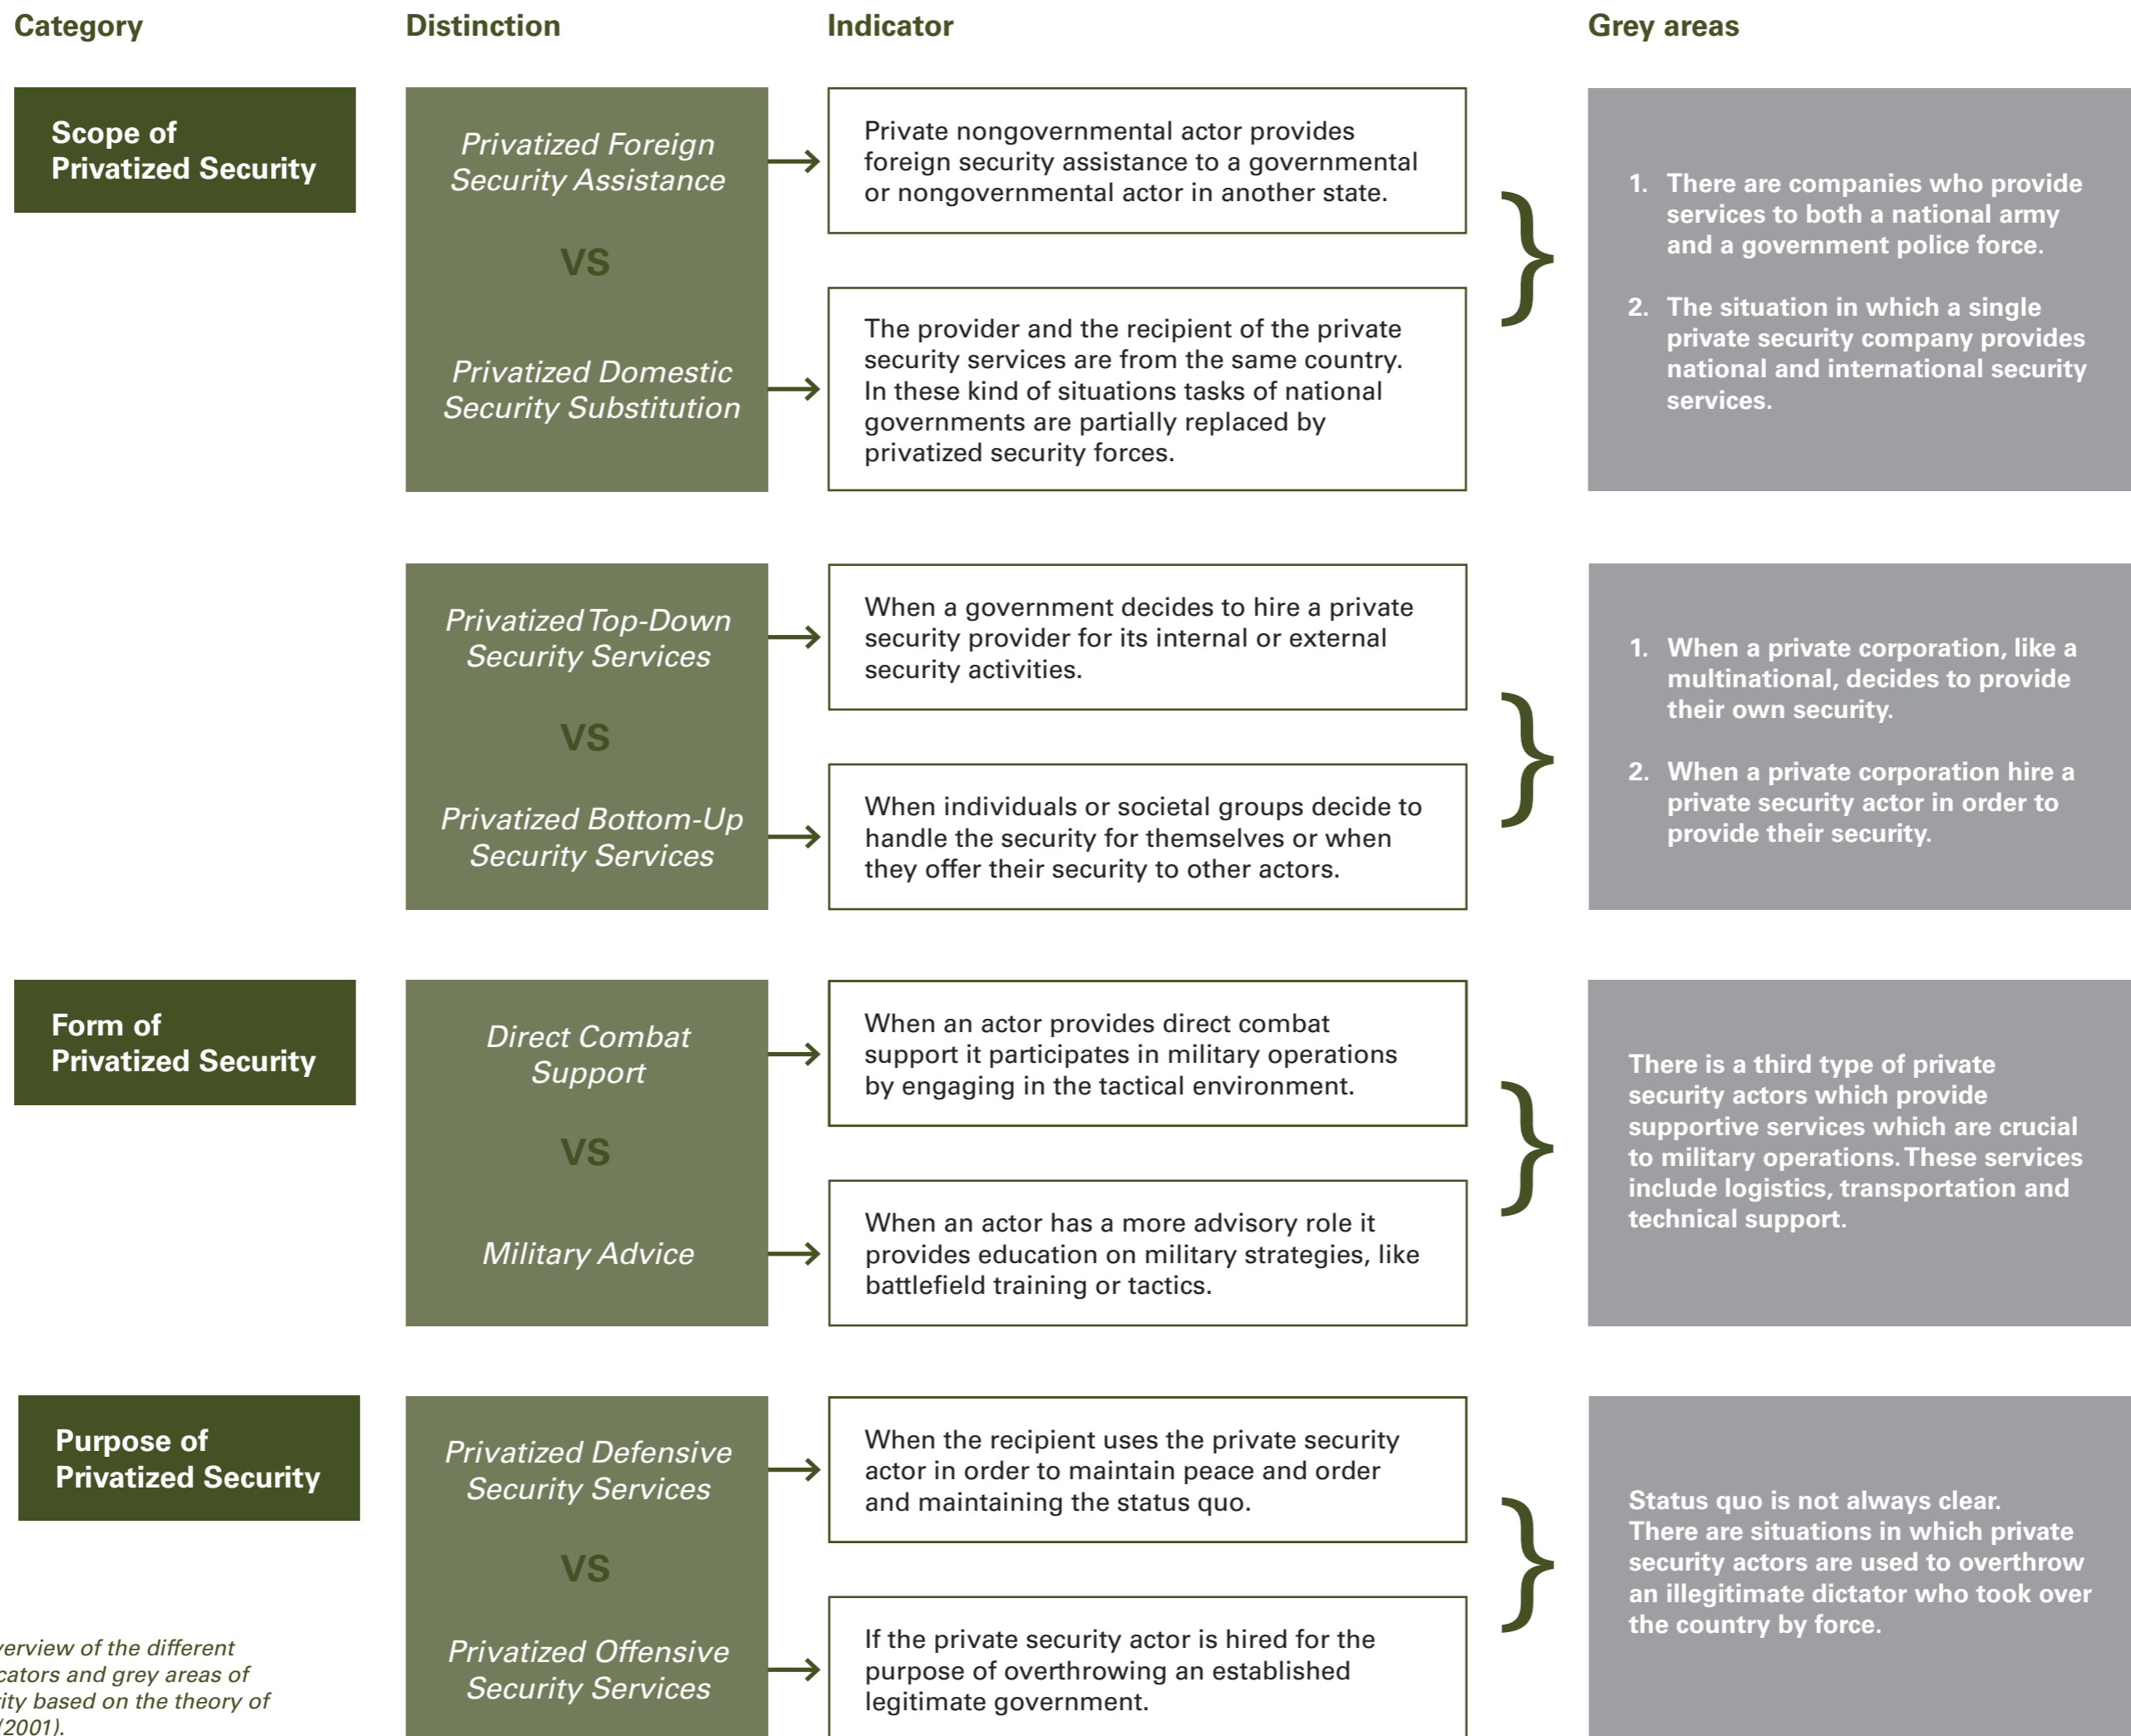 Category
Distinction
Indicator
Grey areas
Scope of
Privatized Security
Privatized Foreign
Security Assistance
VS
Privatized Domestic
Security Substitution
Private nongovernmental actor provides
foreign security assistance to a governmental
or nongovernmental actor in another state.
The provider and the recipient of the private
security services are from the same country.
In these kind of situations tasks of national
governments are partially replaced by
privatized security forces.
}
1. There are companies who provide
services to both a national army
and a government police force.
2. The situation in which a single
private security company provides
national and international security
services.
Privatized Top-Down
Security Services
VS
Privatized Bottom-Up
Security Services
When a government decides to hire a private
security provider for its internal or external
security activities.
When individuals or societal groups decide to
handle the security for themselves or when
they offer their security to other actors.
}
1. When a private corporation, like a
multinational, decides to provide
their own security.
2. When a private corporation hire a
private security actor in order to
provide their security.
Form of
Privatized Security
Direct Combat
Support
VS
Military Advice
When an actor provides direct combat
support it participates in military operations
by engaging in the tactical environment.
When an actor has a more advisory role it
provides education on military strategies, like
battlefield training or tactics.
}
There is a third type of private
security actors which provide
supportive services which are crucial
to military operations. These services
include logistics, transportation and
technical support.
Purpose of
Privatized Security
Privatized Defensive
Security Services
VS
Privatized Offensive
Security Services
When the recipient uses the private security
actor in order to maintain peace and order
and maintaining the status quo.
If the private security actor is hired for the
purpose of overthrowing an established
legitimate government.
}
Status quo is not always clear.
There are situations in which private
security actors are used to overthrow
an illegitimate dictator who took over
the country by force.
of the different
and grey areas of
based on the theory of
(2001).